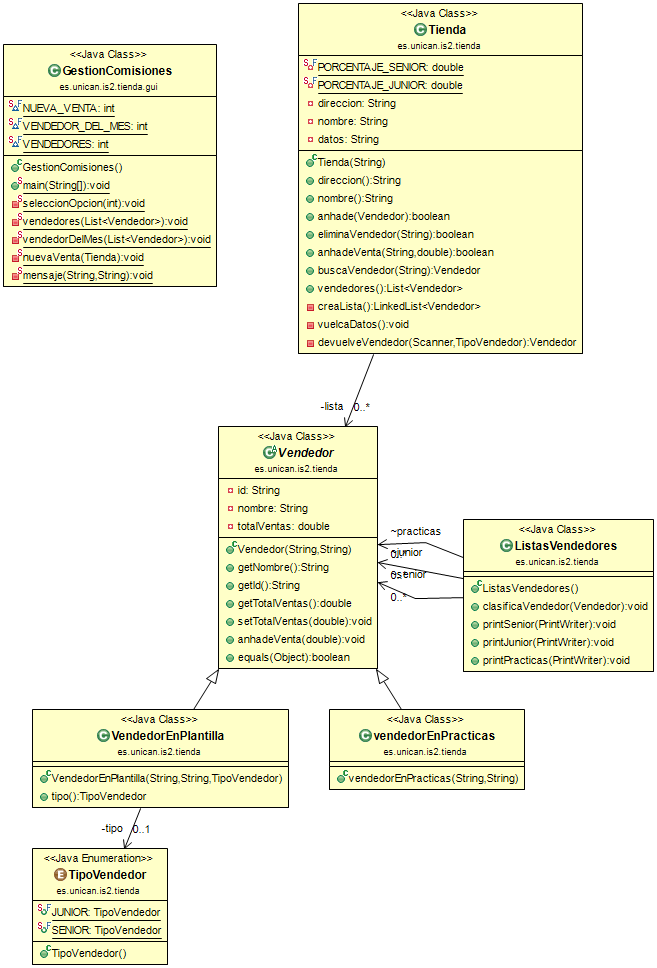 <<Java Class>>
GestionComisiones
es.unican.is2.tienda.gui
NUEVA_VENTA: int
VENDEDOR_DEL_MES: int
VENDEDORES: int
GestionComisiones()
main(String[]):void
seleccionOpcion(int):void
vendedores(List<Vendedor>):void
vendedorDelMes(List<Vendedor>):void
nuevaVenta(Tienda):void
mensaje(String,String):void
<<Java Class>>
Tienda
es.unican.is2.tienda
PORCENTAJE_SENIOR: double
PORCENTAJE_JUNIOR: double
direccion: String
nombre: String
datos: String
Tienda(String)
direccion():String
nombre():String
anhade(Vendedor):boolean
eliminaVendedor(String):boolean
anhadeVenta(String,double):boolean
buscaVendedor(String):Vendedor
vendedores():List<Vendedor>
creaLista():LinkedList<Vendedor>
vuelcaDatos():void
devuelveVendedor(Scanner,TipoVendedor):Vendedor
-lista 0..*
<<Java Class>>
Vendedor
es.unican.is2.tienda
id: String
nombre: String
totalVentas: double
Vendedor(String,String)
getNombre():String
getId():String
getTotalVentas():double
setTotalVentas(double):void
anhadeVenta(double):void
equals(Object):boolean
~practicas
~junior
~senior
0..*
<<Java Class>>
ListasVendedores
es.unican.is2.tienda
ListasVendedores()
clasificaVendedor(Vendedor):void
printSenior(PrintWriter):void
printJunior(PrintWriter):void
printPracticas(PrintWriter):void
<<Java Class>>
VendedorEnPlantilla
es.unican.is2.tienda
VendedorEnPlantilla(String,String,TipoVendedor)
tipo():TipoVendedor
<<Java Class>>
vendedorEnPracticas
es.unican.is2.tienda
vendedorEnPracticas(String,String)
-tipo 0..1
<<Java Enumeration>>
TipoVendedor
es.unican.is2.tienda
JUNIOR: TipoVendedor
SENIOR: TipoVendedor
TipoVendedor()